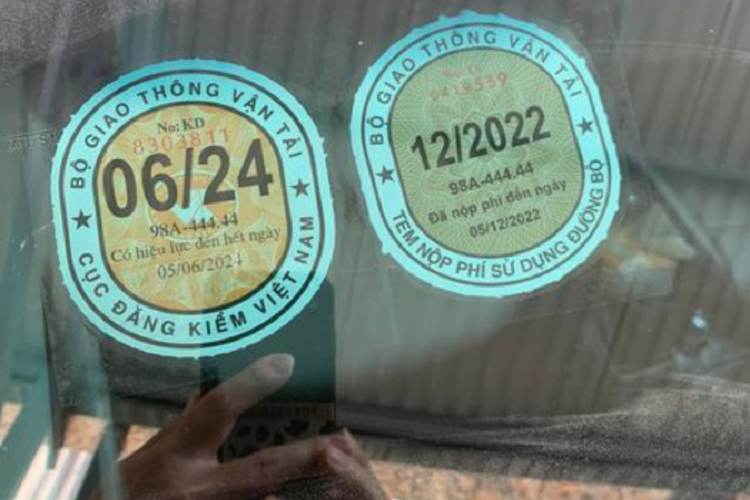 BỘ GIAO THÔNG VẬN TẢI
No: KD
8303811
06/24
98A-444.44
Có hiệu lực đến hết ngày
05/06/2024
CỤC ĐĂNG KIỂM VIỆT NAM
BỘ GIAO THÔNG VẬN TẢI
0419539
12/2022
98A-444.44
Đã nộp phí đến ngày
05/12/2022
TEM NỘP PHÍ SỬ DỤNG ĐƯỜNG BỘ